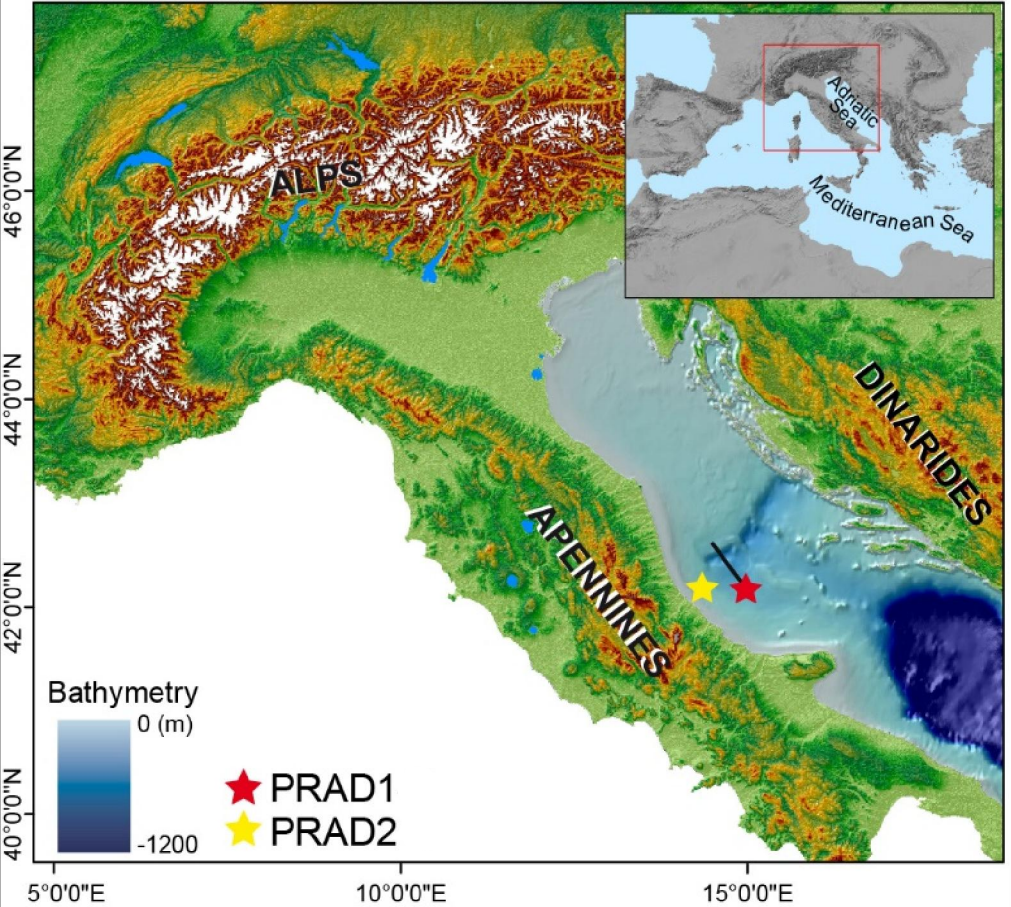 Adriatic
Sea
Mediterranean Sea
ALPS
DINARIDES
APENNINES
46°0'0"N
44°0'0"N
42°0'0"N
40°0'0"N
Bathymetry
0 (m)
-1200
PRAD1
PRAD2
5°0'0"E
10°0'0"E
15°0'0"E